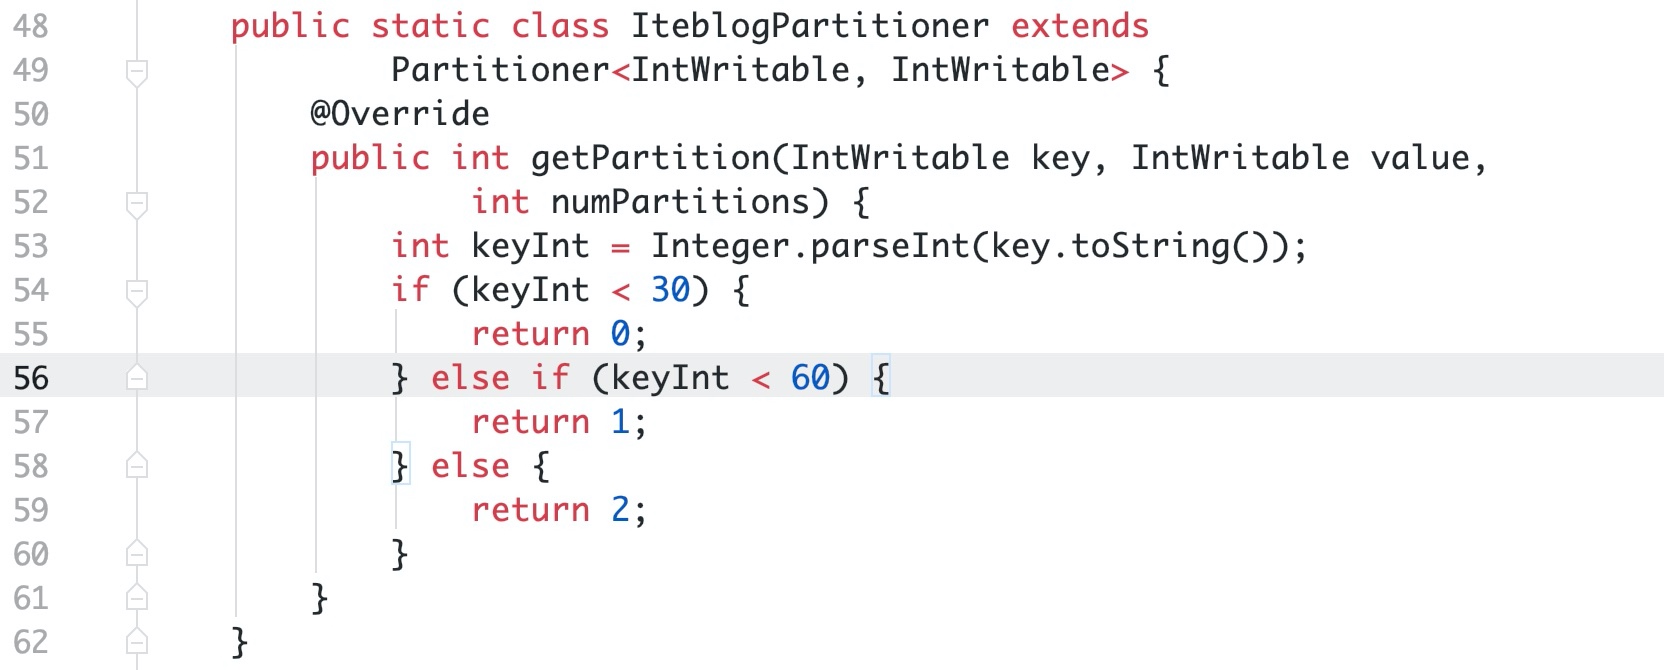 48 public static class IteblogPartitioner extends
49 Partitioner<IntWritable, IntWritable> {
50 @Override
51 public int getPartition(IntWritable key, IntWritable value,
52 int numPartitions) {
53 int keyInt = Integer.parseInt(key.toString());
54 if (keyInt < 30) {
55 return 0;
56 } else if (keyInt < 60) {
57 return 1;
58 } else {
59 return 2;
60 }
61 }
62 }